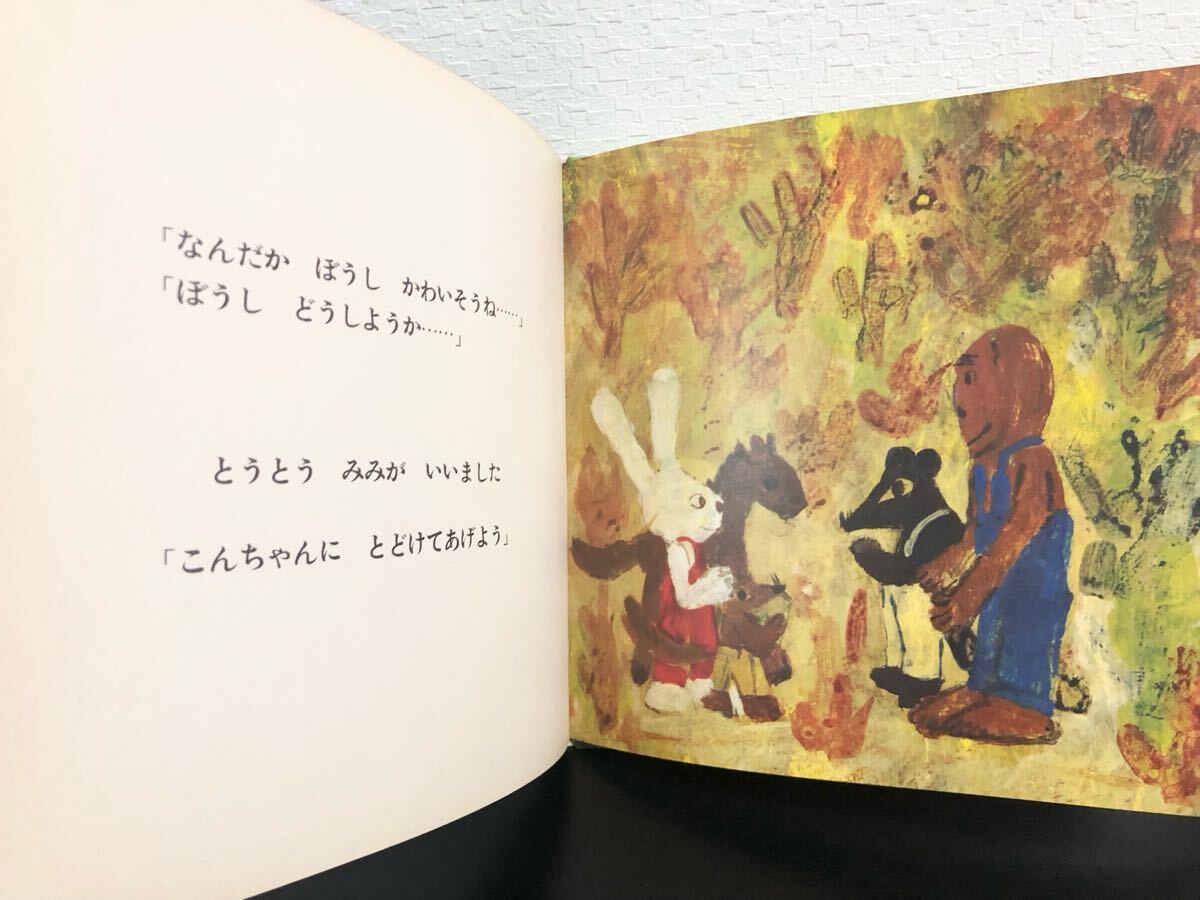 「なんだか　ぼうし　かわいそうね……」
「ぼうし　どうしようか……」
とうとう　みみが　いいました
「こんちゃんに　とどけてあげよう」